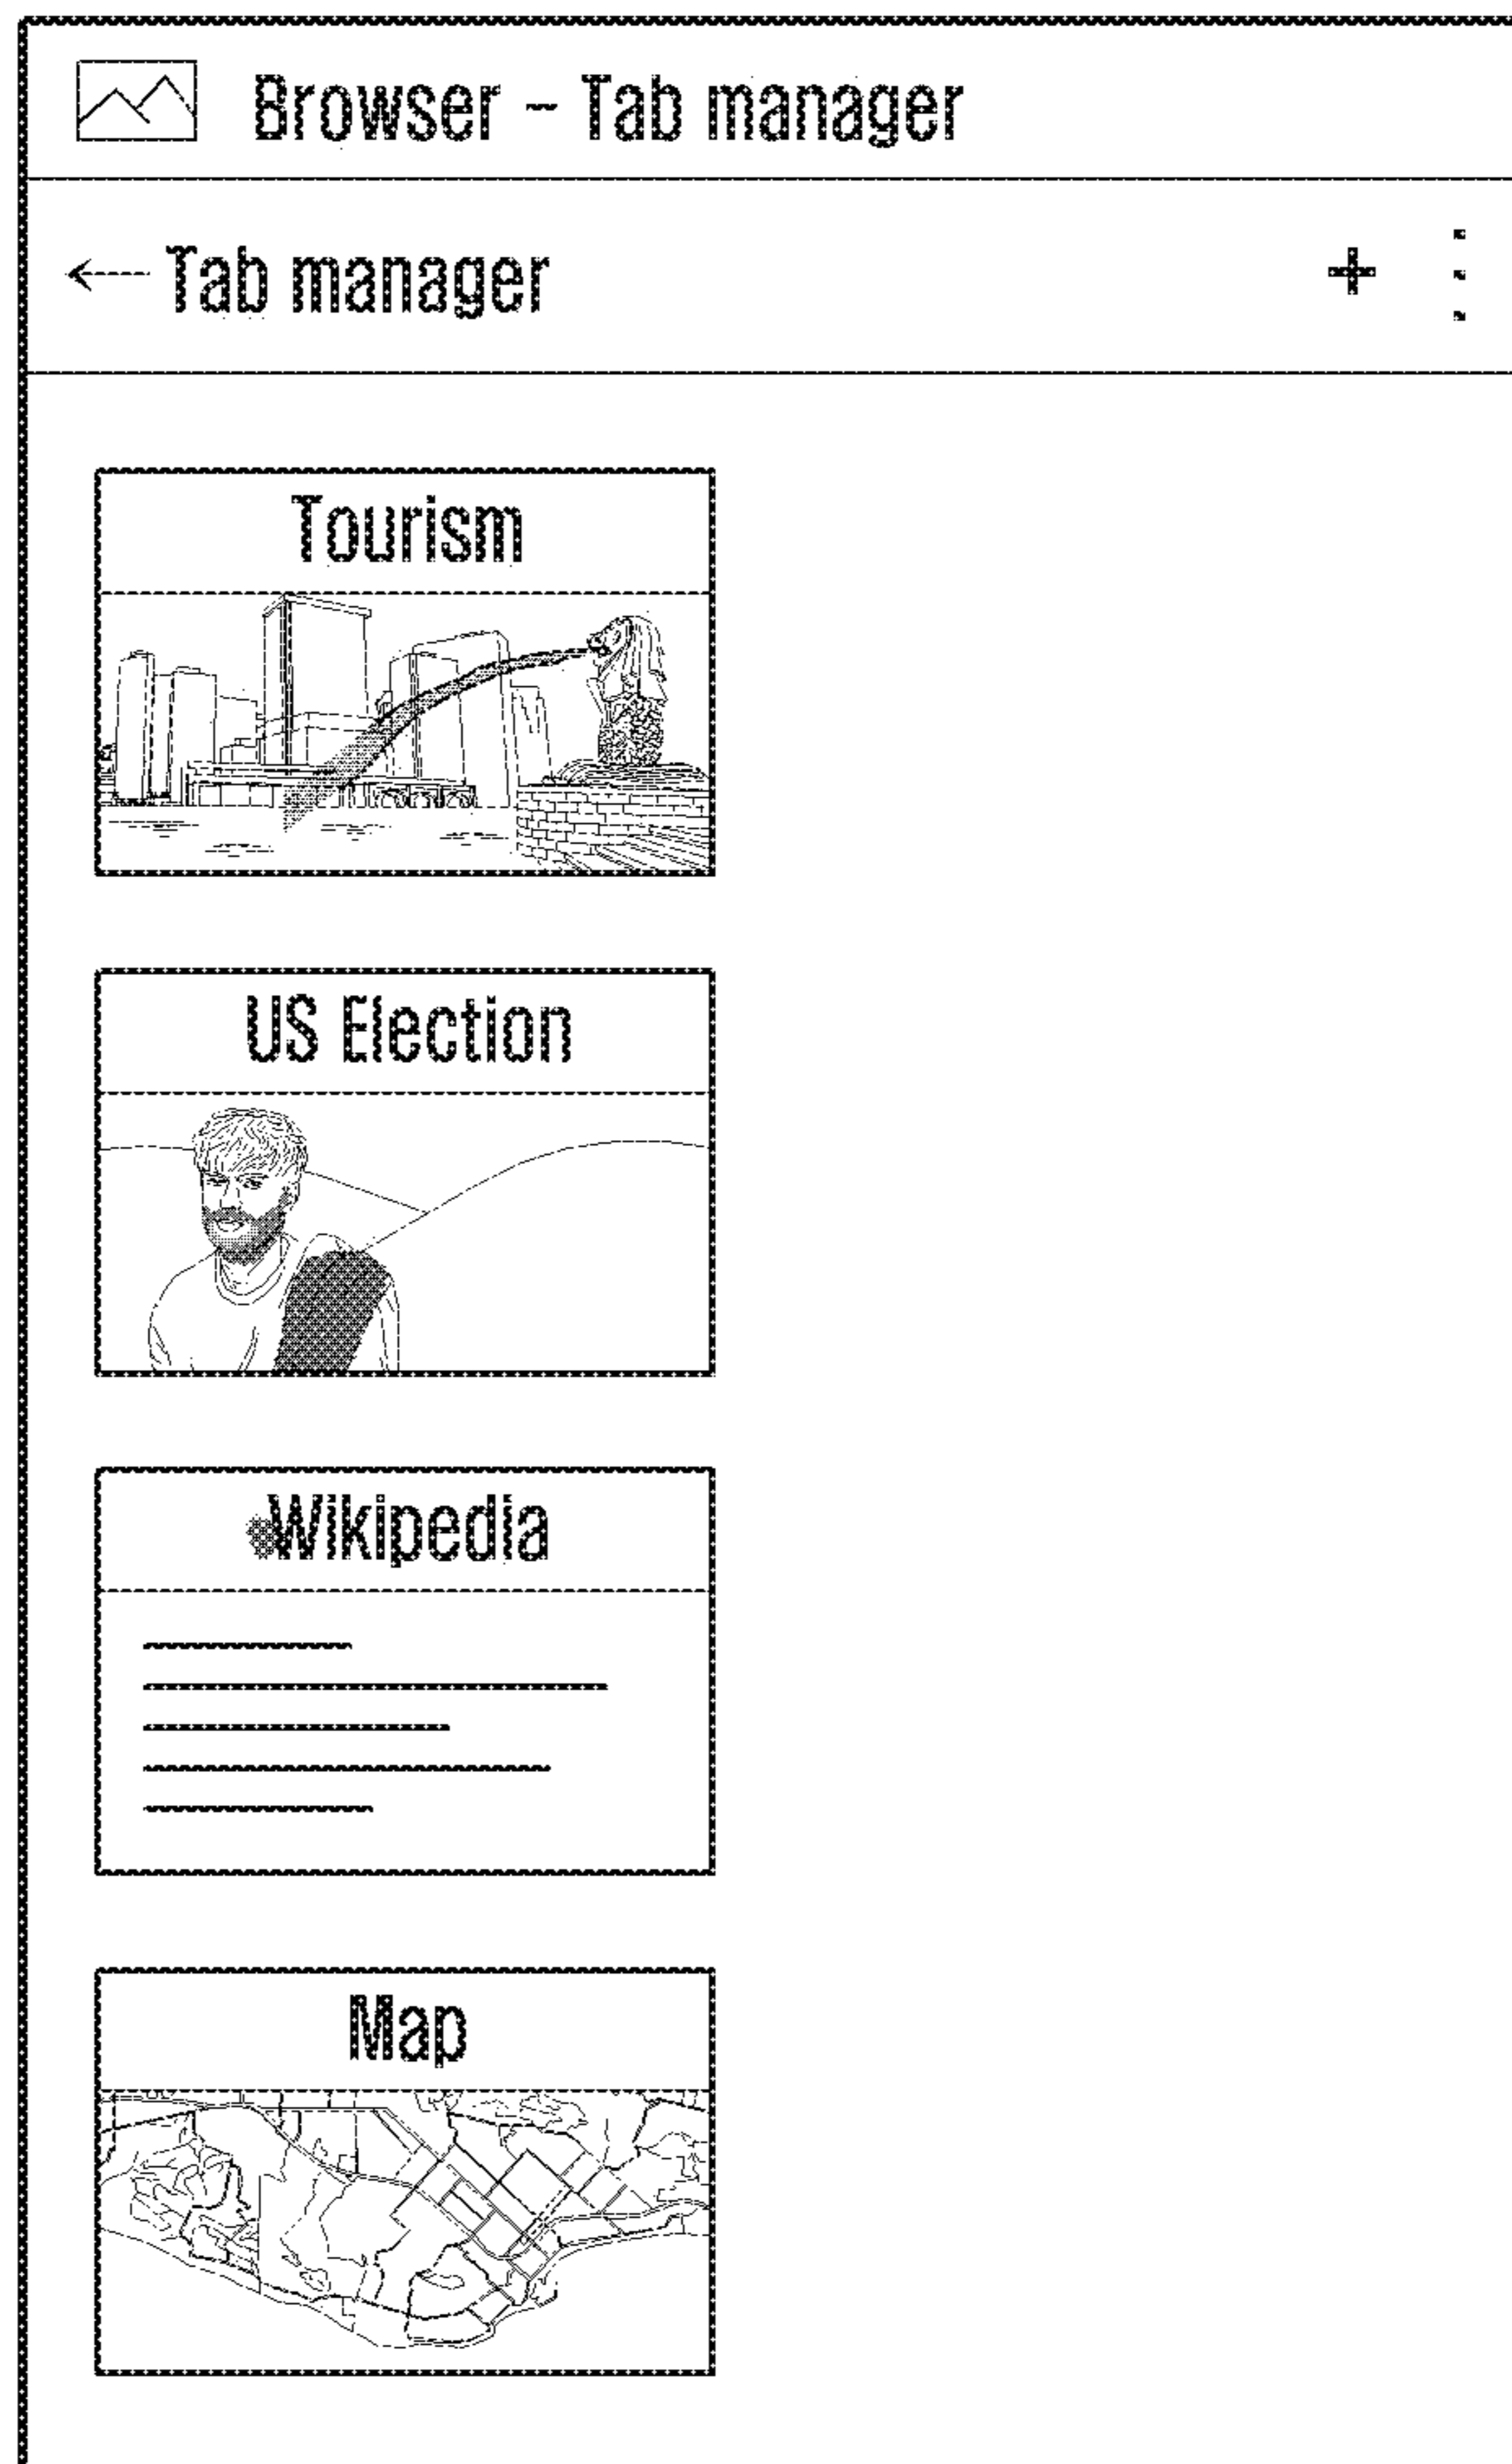 Browser - Tab manager
Tab manager
Tourism
US Election
Wikipedia
Map